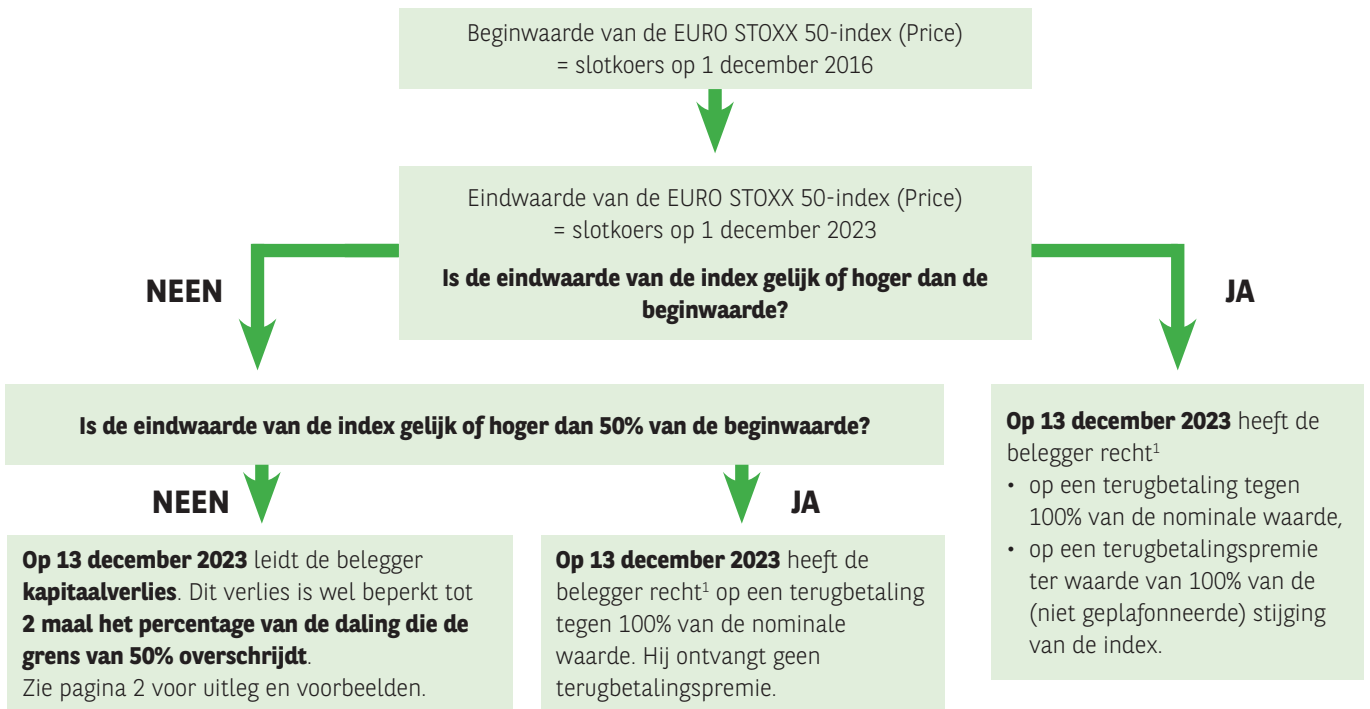 Beginwaarde van de EURO STOXX 50-index (Price)
= slotkoers op 1 december 2016
Eindwaarde van de EURO STOXX 50-index (Price)
= slotkoers op 1 december 2023
Is de eindwaarde van de index gelijk of hoger dan de
beginwaarde?
NEEN
JA
Is de eindwaarde van de index gelijk of hoger dan 50% van de beginwaarde?
NEEN
JA
Op 13 december 2023 leidt de belegger
kapitaalverlies. Dit verlies is wel beperkt tot
2 maal het percentage van de daling die de
grens van 50% overschrijdt.
Zie pagina 2 voor uitleg en voorbeelden.
Op 13 december 2023 heeft de
belegger recht¹ op een terugbetaling
tegen 100% van de nominale
waarde. Hij ontvangt geen
terugbetalingspremie.
Op 13 december 2023 heeft de
belegger recht¹
• op een terugbetaling tegen
100% van de nominale waarde,
• op een terugbetalingspremie
ter waarde van 100% van de
(niet geplafonneerde) stijging
van de index.